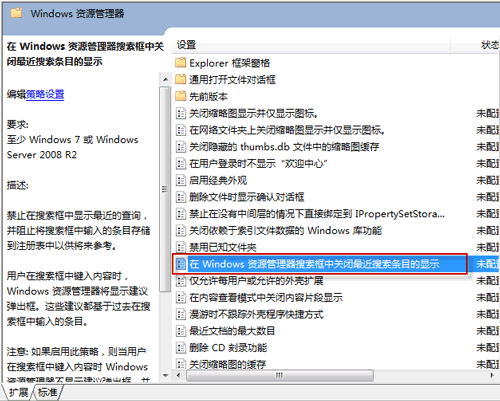 Windows 资源管理器
在 Windows 资源管理器搜索框中关
闭最近搜索条目的显示
编辑策略设置
要求:
至少 Windows 7 或 Windows
Server 2008 R2
描述:
禁止在搜索框中显示最近的查询，
并阻止将搜索框中输入的条目存储
到注册表中以供将来参考。
用户在搜索框中键入内容时，
Windows 资源管理器将显示建议
弹出框。这些建议都基于过去在搜
索框中输入的条目。
注意: 如果启用此策略，则当用户
在搜索框中键入内容时 Windows
资源管理器不显示建议弹出框，并
设置
状态
Explorer 框架窗格
通用打开文件对话框
先前版本
关闭缩略图显示并仅显示图标。
未配置
在网络文件夹上关闭缩略图显示并仅显示图标。
未配置
关闭隐藏的 thumbs.db 文件中的缩略图缓存
未配置
在用户登录时不显示“欢迎中心”
未配置
启用经典外观
未配置
删除文件时显示确认对话框
未配置
禁止在没有中间层的情况下直接绑定到 IPropertySetStora...
未配置
关闭依赖于索引文件数据的 Windows 库功能
未配置
禁用已知文件夹
未配置
在 Windows 资源管理器搜索框中关闭最近搜索条目的显示
未配置
仅允许每用户或允许的外壳扩展
未配置
在内容查看模式中关闭内容片段显示
未配置
漫游时不跟踪外壳程序快捷方式
未配置
最近文档的最大数目
未配置
删除 CD 刻录功能
未配置
关闭缩略图的缓存
未配置
扩展
标准